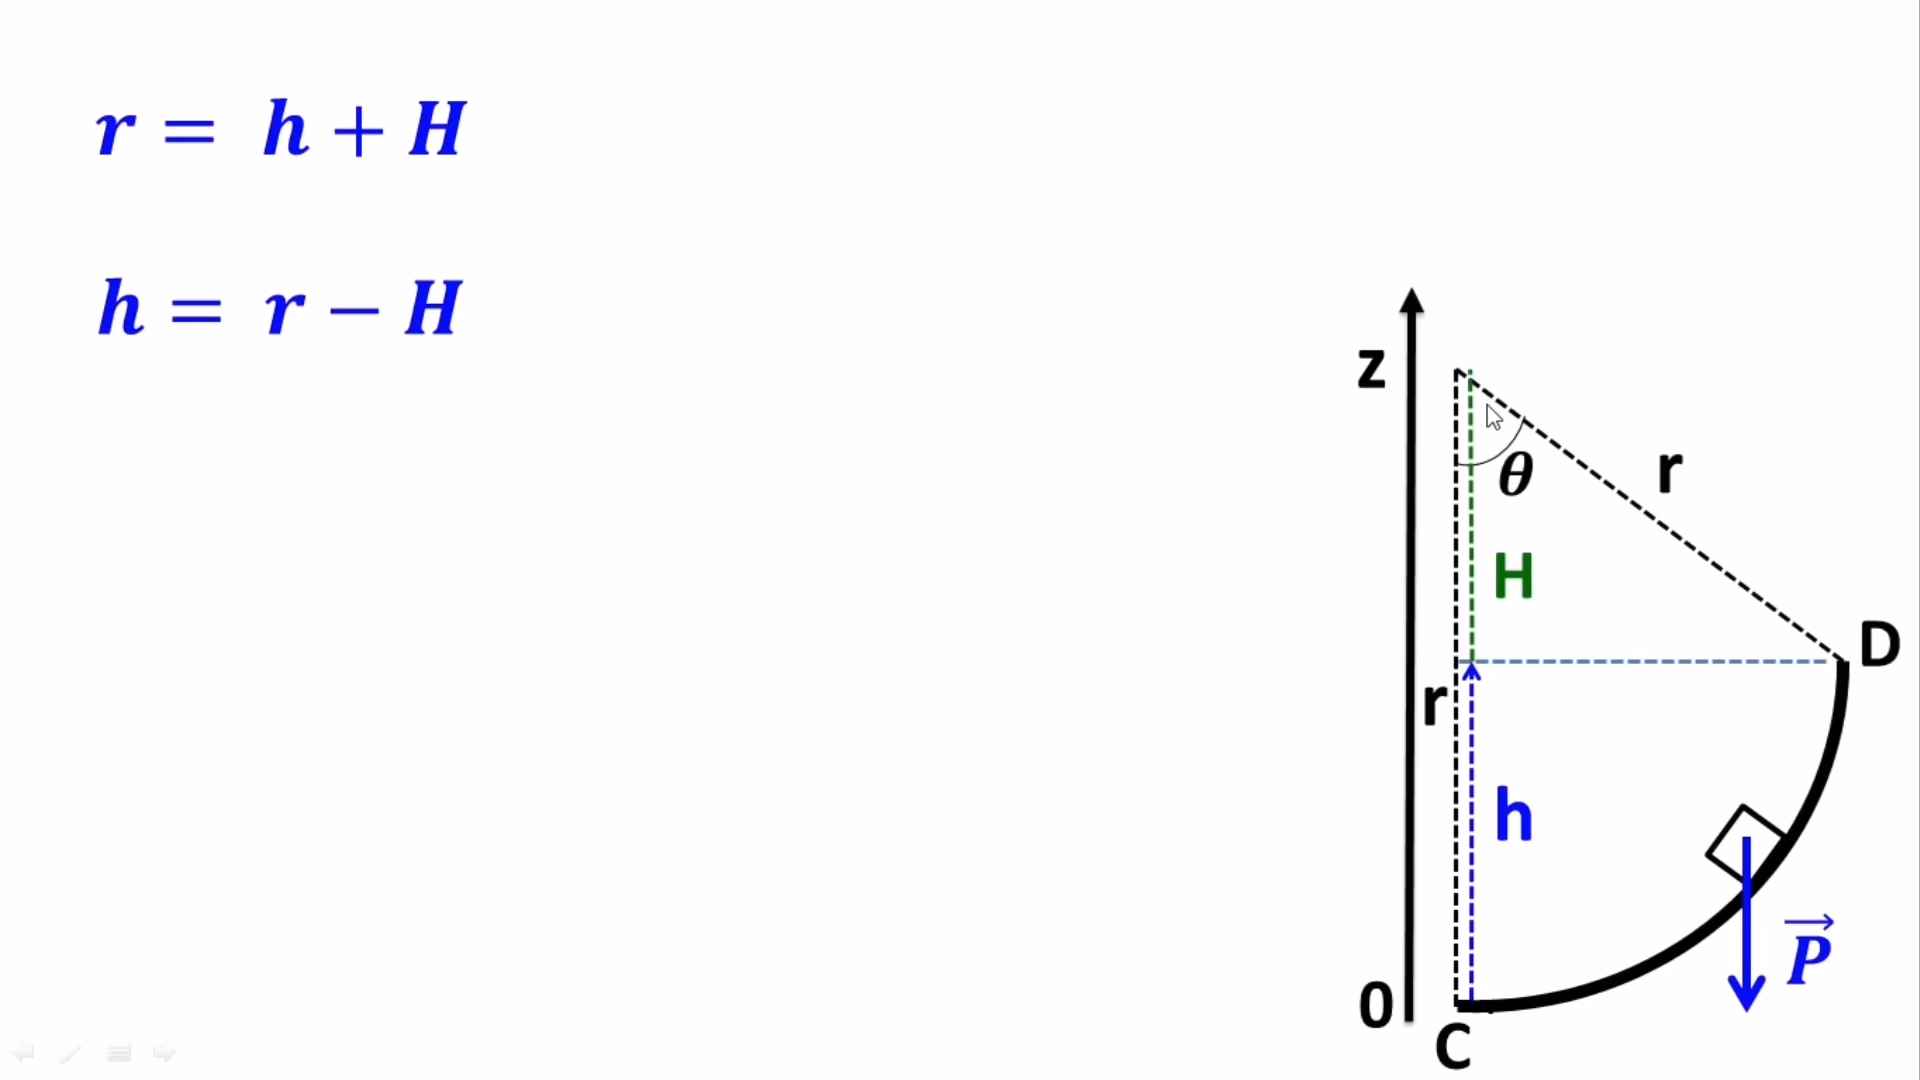 r = h + H
h = r − H
z
θ
r
H
D
r
h
P⃗
0
C